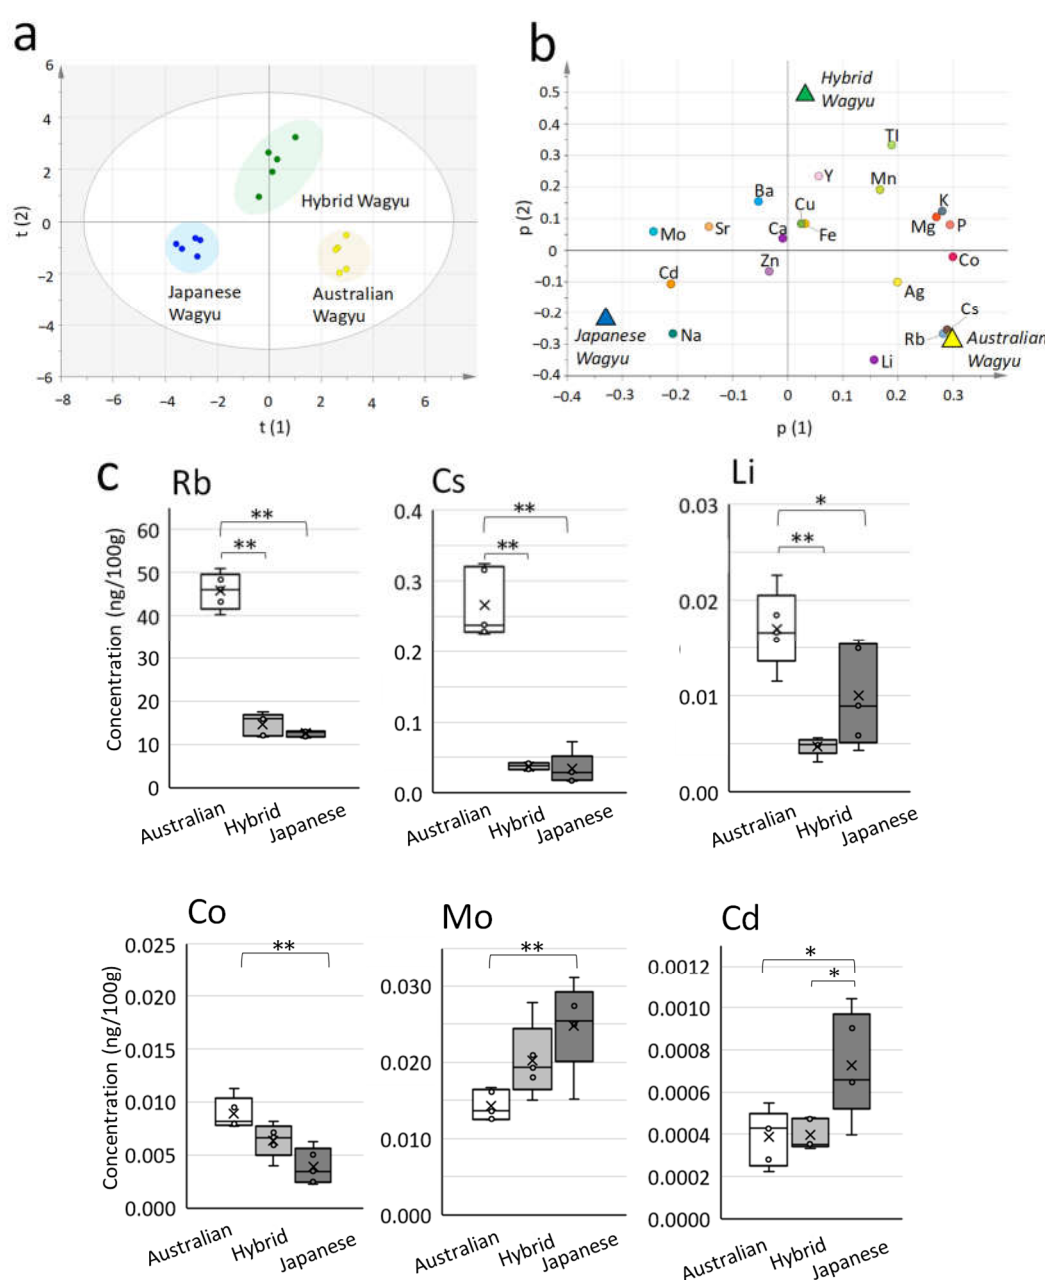 a
6
4
2
0
−2
−4
−6
t (2)
−8
−6
−4
−2
0
2
4
6
t (1)
Hybrid Wagyu
Japanese
Wagyu
Australian
Wagyu
b
0.5
0.4
0.3
0.2
0.1
0
−0.1
−0.2
−0.3
−0.4
p (2)
−0.4
−0.3
−0.2
−0.1
0
0.1
0.2
0.3
p (1)
Hybrid
Wagyu
Tl
Y
Mn
Ba
Cu
K
Mo
Sr
Ca
Fe
Mg
P
Zn
Co
Cd
Ag
Cs
Japanese
Wagyu
Na
Rb
Australian
Wagyu
Li
c
Rb
**
**
60
50
40
30
20
10
0
Concentration (ng/100g)
Australian
Hybrid
Japanese
Cs
**
**
0.4
0.3
0.2
0.1
0.0
Australian
Hybrid
Japanese
Li
*
**
0.03
0.02
0.01
0.00
Australian
Hybrid
Japanese
Co
**
0.025
0.020
0.015
0.010
0.005
0.000
Concentration (ng/100g)
Australian
Hybrid
Japanese
Mo
**
0.030
0.020
0.010
0.000
Australian
Hybrid
Japanese
Cd
*
*
0.0012
0.0010
0.0008
0.0006
0.0004
0.0002
0.0000
Australian
Hybrid
Japanese